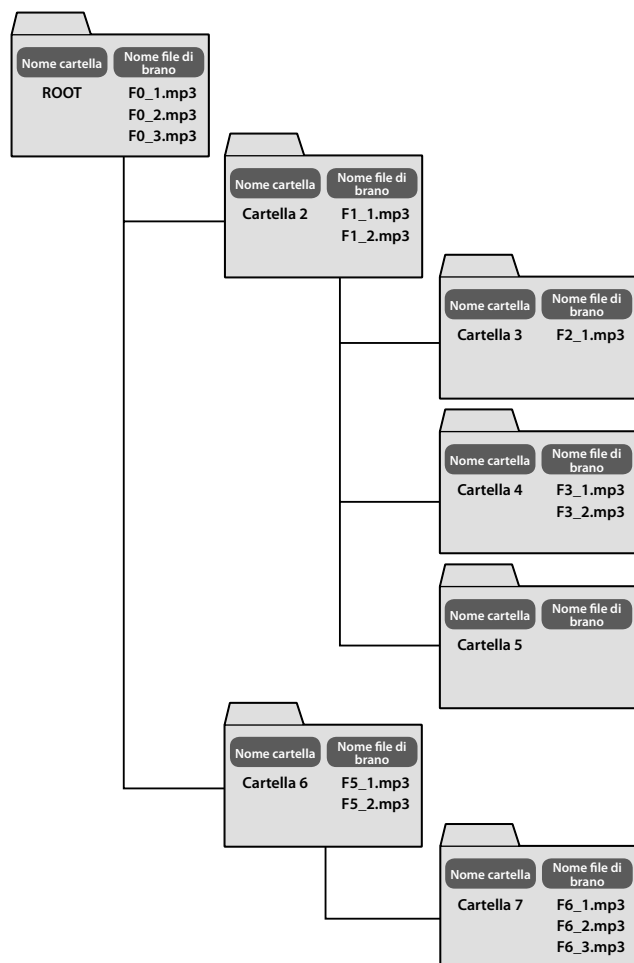 Nome cartella
Nome file di
brano
ROOT
F0_1.mp3
F0_2.mp3
F0_3.mp3
Nome cartella
Nome file di
brano
Cartella 2
F1_1.mp3
F1_2.mp3
Nome cartella
Nome file di
brano
Cartella 3
F2_1.mp3
Nome cartella
Nome file di
brano
Cartella 4
F3_1.mp3
F3_2.mp3
Nome cartella
Nome file di
brano
Cartella 5
Nome cartella
Nome file di
brano
Cartella 6
F5_1.mp3
F5_2.mp3
Nome cartella
Nome file di
brano
Cartella 7
F6_1.mp3
F6_2.mp3
F6_3.mp3